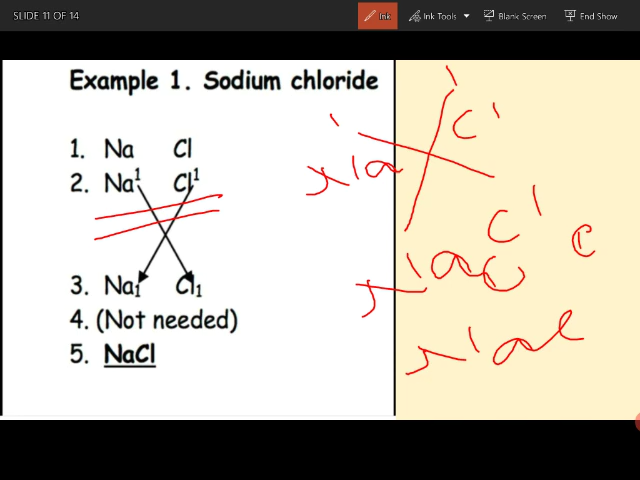 SLIDE 11 OF 14 Ink Ink Tools Blank Screen End Show
Example 1. Sodium chloride
1. Na Cl
2. Na¹ Cl¹
3. Na₁ Cl₁
4. (Not needed)
5. NaCl